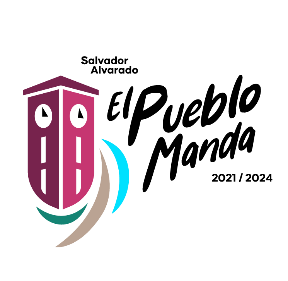 Salvador
Alvarado
El Pueblo
Manda
2021 / 2024